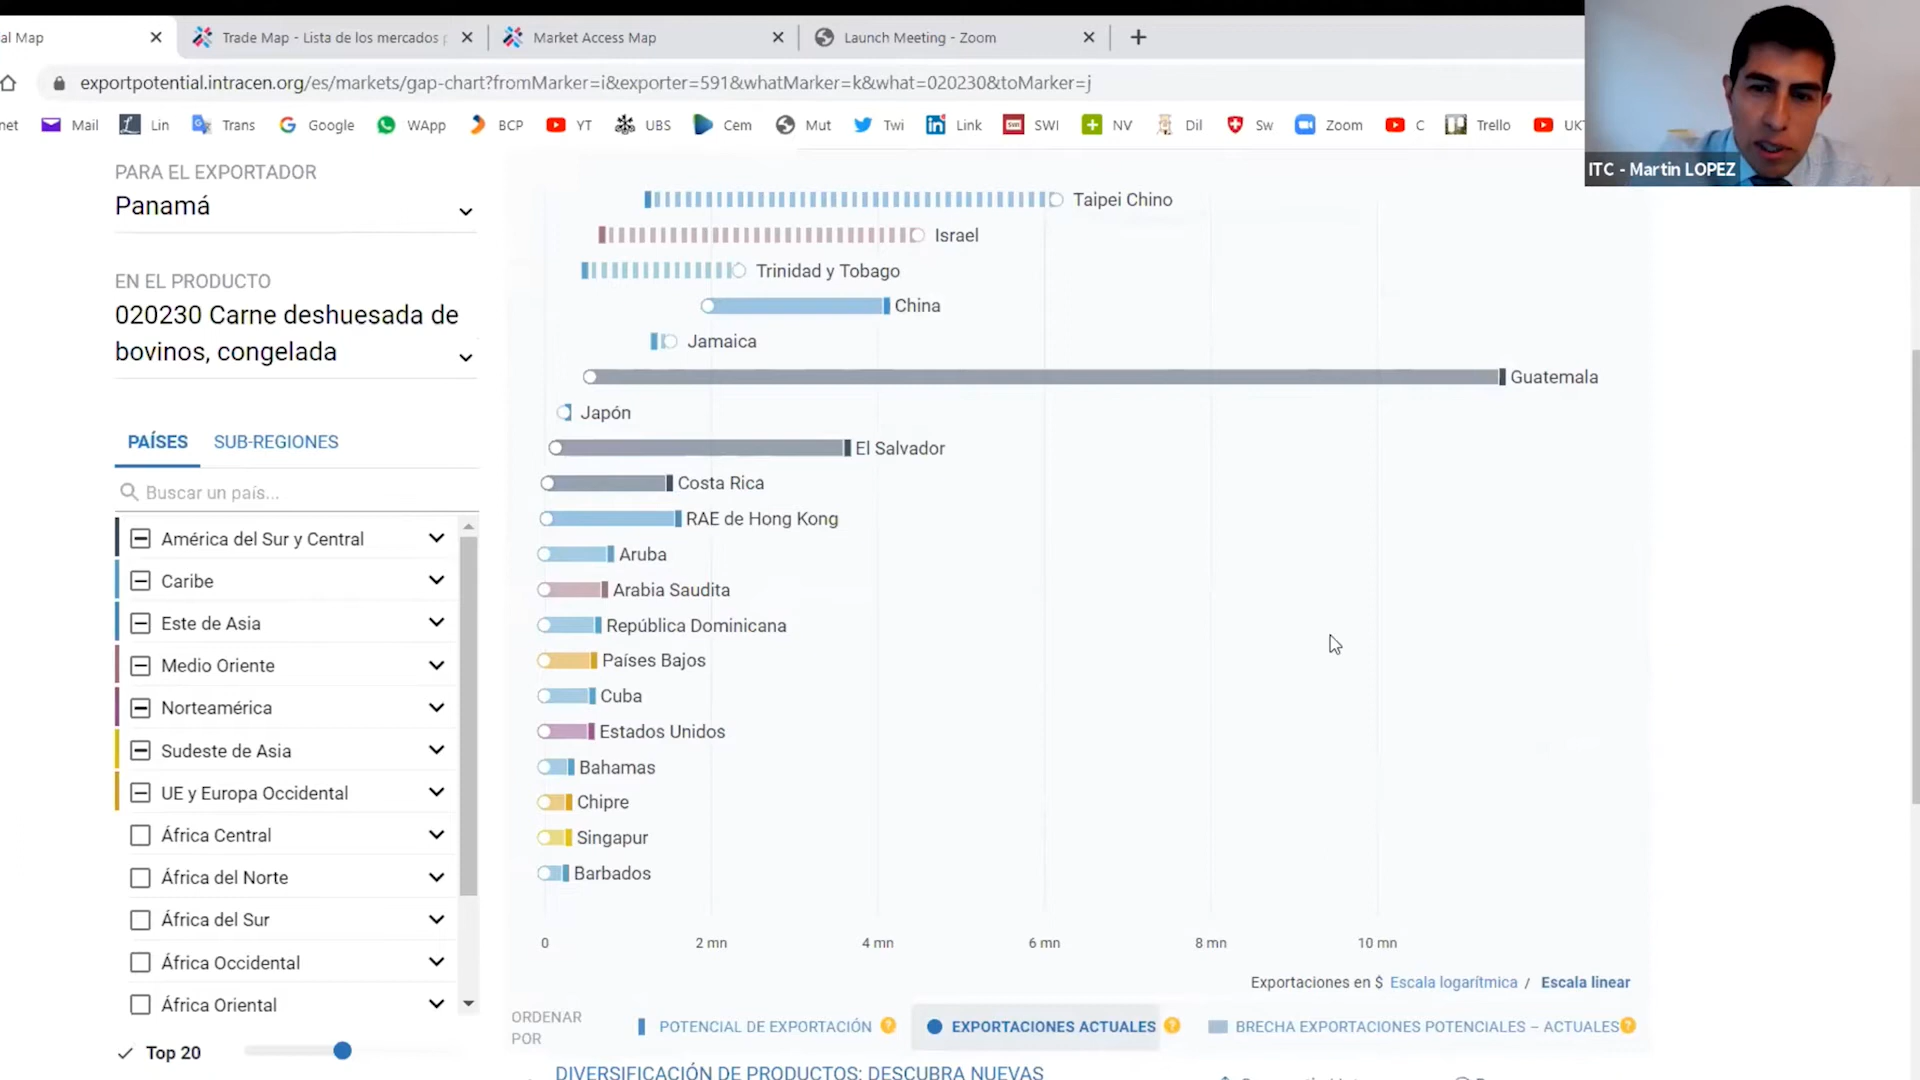 al Map
Trade Map - Lista de los mercados
Market Access Map
Launch Meeting - Zoom
exportpotential.intracen.org/es/markets/gap-chart?fromMarker=i&exporter=591&whatMarker=k&what=020230&toMarker=j
net Mail Lin Trans Google WApp BCP YT UBS Cem Mut Twi Link SWI NV Dil Sw Zoom C Trello
ITC - Martin LOPEZ
PARA EL EXPORTADOR
Panamá
EN EL PRODUCTO
020230 Carne deshuesada de
bovinos, congelada
PAÍSES SUB-REGIONES
Buscar un país...
América del Sur y Central
Caribe
Este de Asia
Medio Oriente
Norteamérica
Sudeste de Asia
UE y Europa Occidental
África Central
África del Norte
África del Sur
África Occidental
África Oriental
Top 20
Taipei Chino
Israel
Trinidad y Tobago
China
Jamaica
Guatemala
Japón
El Salvador
Costa Rica
RAE de Hong Kong
Aruba
Arabia Saudita
República Dominicana
Países Bajos
Cuba
Estados Unidos
Bahamas
Chipre
Singapur
Barbados
0 2 mn 4 mn 6 mn 8 mn 10 mn
Exportaciones en $ Escala logarítmica / Escala linear
ORDENAR
POR
POTENCIAL DE EXPORTACIÓN ?
EXPORTACIONES ACTUALES ?
BRECHA EXPORTACIONES POTENCIALES – ACTUALES ?
DIVERSIFICACIÓN DE PRODUCTOS: DESCUBRA NUEVAS